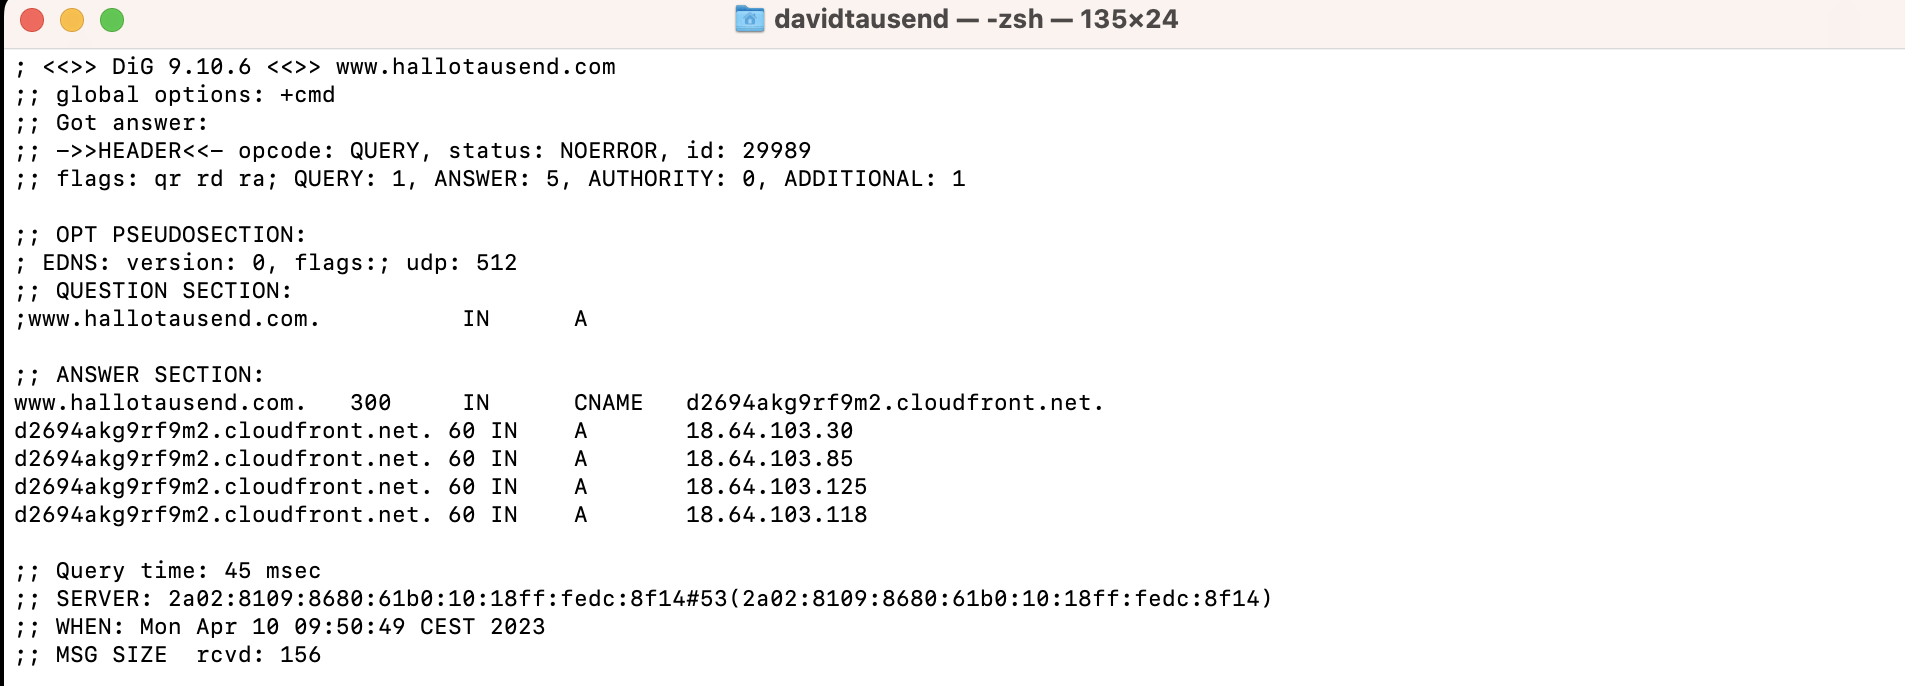 davidtausend — -zsh — 135×24
; <<>> DiG 9.10.6 <<>> www.hallotausend.com
;; global options: +cmd
;; Got answer:
;; ->>HEADER<<- opcode: QUERY, status: NOERROR, id: 29989
;; flags: qr rd ra; QUERY: 1, ANSWER: 5, AUTHORITY: 0, ADDITIONAL: 1
;; OPT PSEUDOSECTION:
; EDNS: version: 0, flags:; udp: 512
;; QUESTION SECTION:
;www.hallotausend.com. IN A
;; ANSWER SECTION:
www.hallotausend.com. 300 IN CNAME d2694akg9rf9m2.cloudfront.net.
d2694akg9rf9m2.cloudfront.net. 60 IN A 18.64.103.30
d2694akg9rf9m2.cloudfront.net. 60 IN A 18.64.103.85
d2694akg9rf9m2.cloudfront.net. 60 IN A 18.64.103.125
d2694akg9rf9m2.cloudfront.net. 60 IN A 18.64.103.118
;; Query time: 45 msec
;; SERVER: 2a02:8109:8680:61b0:10:18ff:fedc:8f14#53(2a02:8109:8680:61b0:10:18ff:fedc:8f14)
;; WHEN: Mon Apr 10 09:50:49 CEST 2023
;; MSG SIZE  rcvd: 156